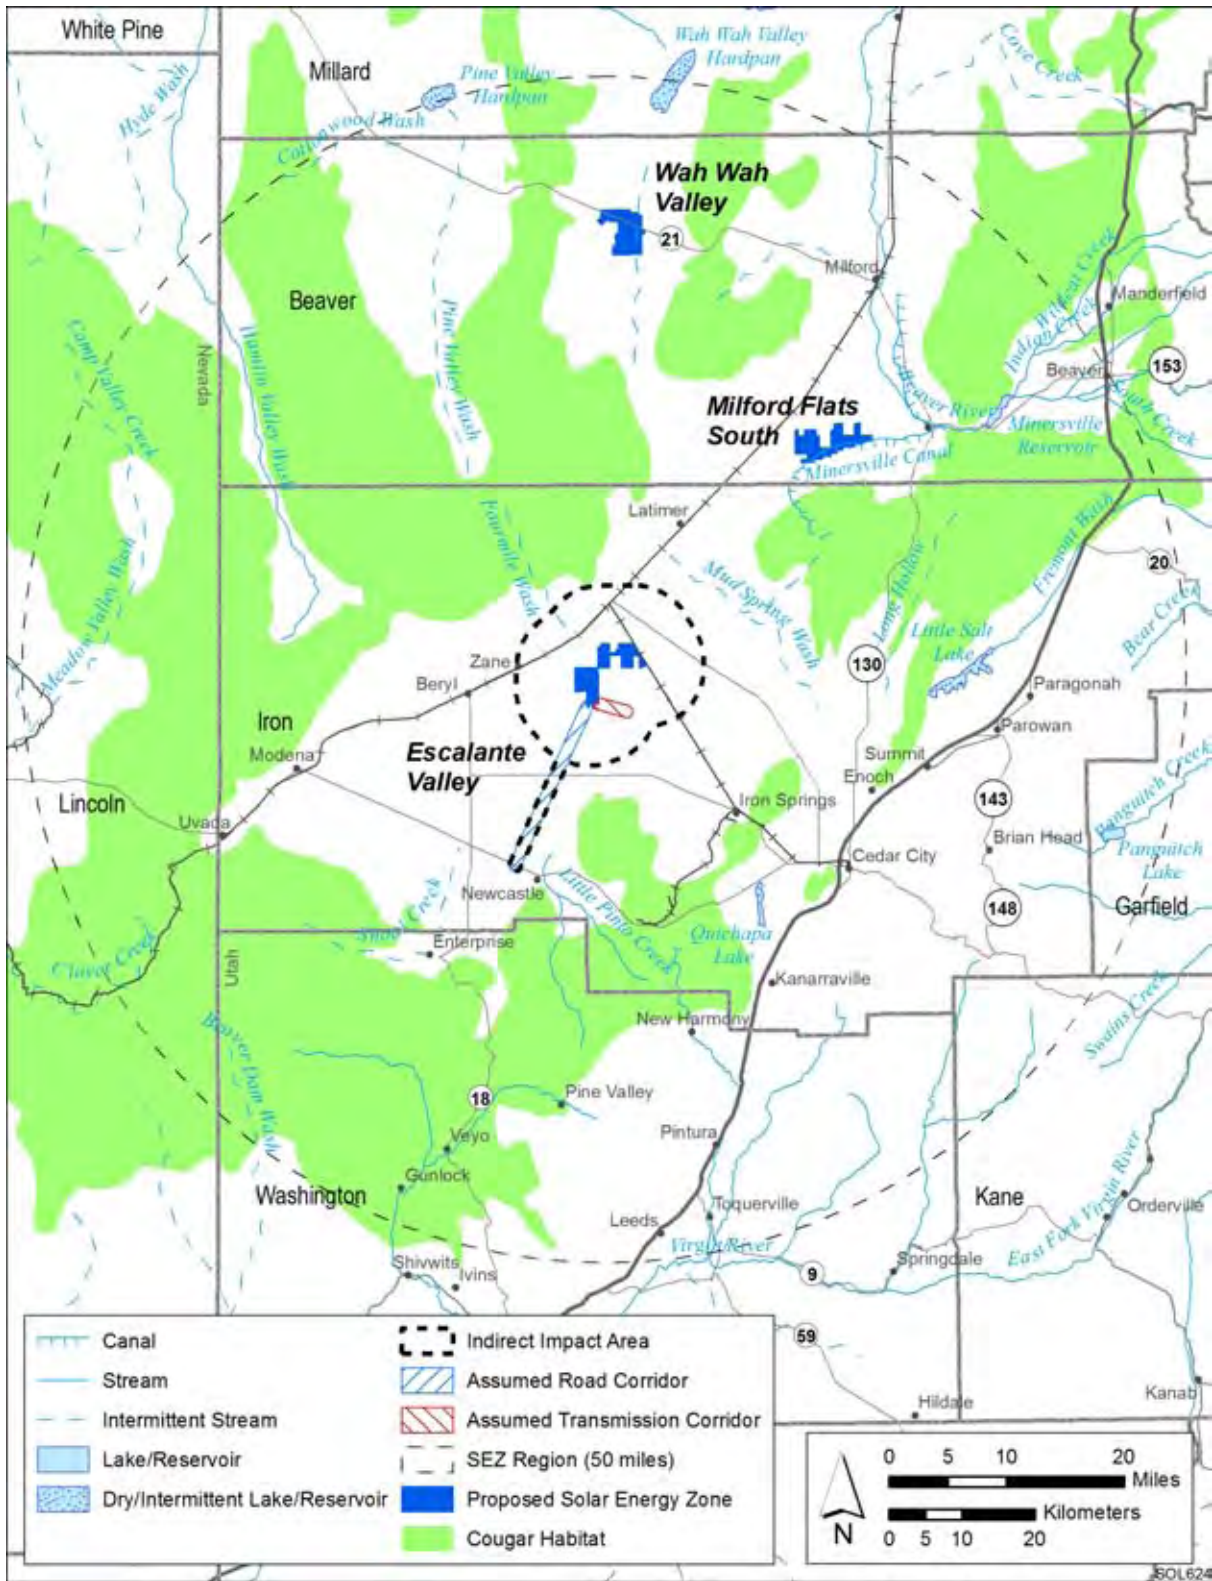 White Pine
Millard
Hyde Wash
Pine Valley
Hardpan
Wah Wah Valley
Hardpan
Cove Creek
Cottonwood Wash
Wah Wah
Valley
21
Milford
Beaver
Nevada
Hamlin Valley Wash
Pine Valley Wash
Camp Valley Creek
Wildcat Creek
Indian Creek
Manderfield
Beaver
153
South Creek
Beaver River
Minersville
Reservoir
Milford Flats
South
Minersville Canal
Latimer
Fourmile Wash
Meadow Valley Wash
Mud Spring Wash
Long Hollow
Fremont Wash
20
Bear Creek
Little Salt
Lake
130
Zane
Beryl
Iron
Modena
Escalante
Valley
Paragonah
Parowan
Summit
Enoch
Lincoln
Uvada
Iron Springs
143
Brian Head
Panguitch Creek
Panguitch
Lake
Cedar City
Newcastle
Little Pinto Creek
148
Garfield
Shoal Creek
Enterprise
Quichapa
Lake
Kanarraville
Clover Creek
Utah
New Harmony
Swains Creek
Beaver Dam Wash
18
Pine Valley
Veyo
Pintura
Gunlock
Washington
Kane
Toquerville
Leeds
Virgin River
Orderville
East Fork Virgin River
Springdale
9
Shivwits
Ivins
59
Hildale
Kanab
Canal
Stream
Intermittent Stream
Lake/Reservoir
Dry/Intermittent Lake/Reservoir
Indirect Impact Area
Assumed Road Corridor
Assumed Transmission Corridor
SEZ Region (50 miles)
Proposed Solar Energy Zone
Cougar Habitat
N
0 5 10 20
Miles
Kilometers
0 5 10 20
SOL624